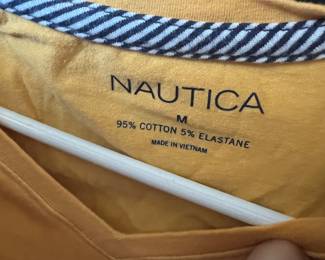 NAUTICA
M
95% COTTON 5% ELASTANE
MADE IN VIETNAM